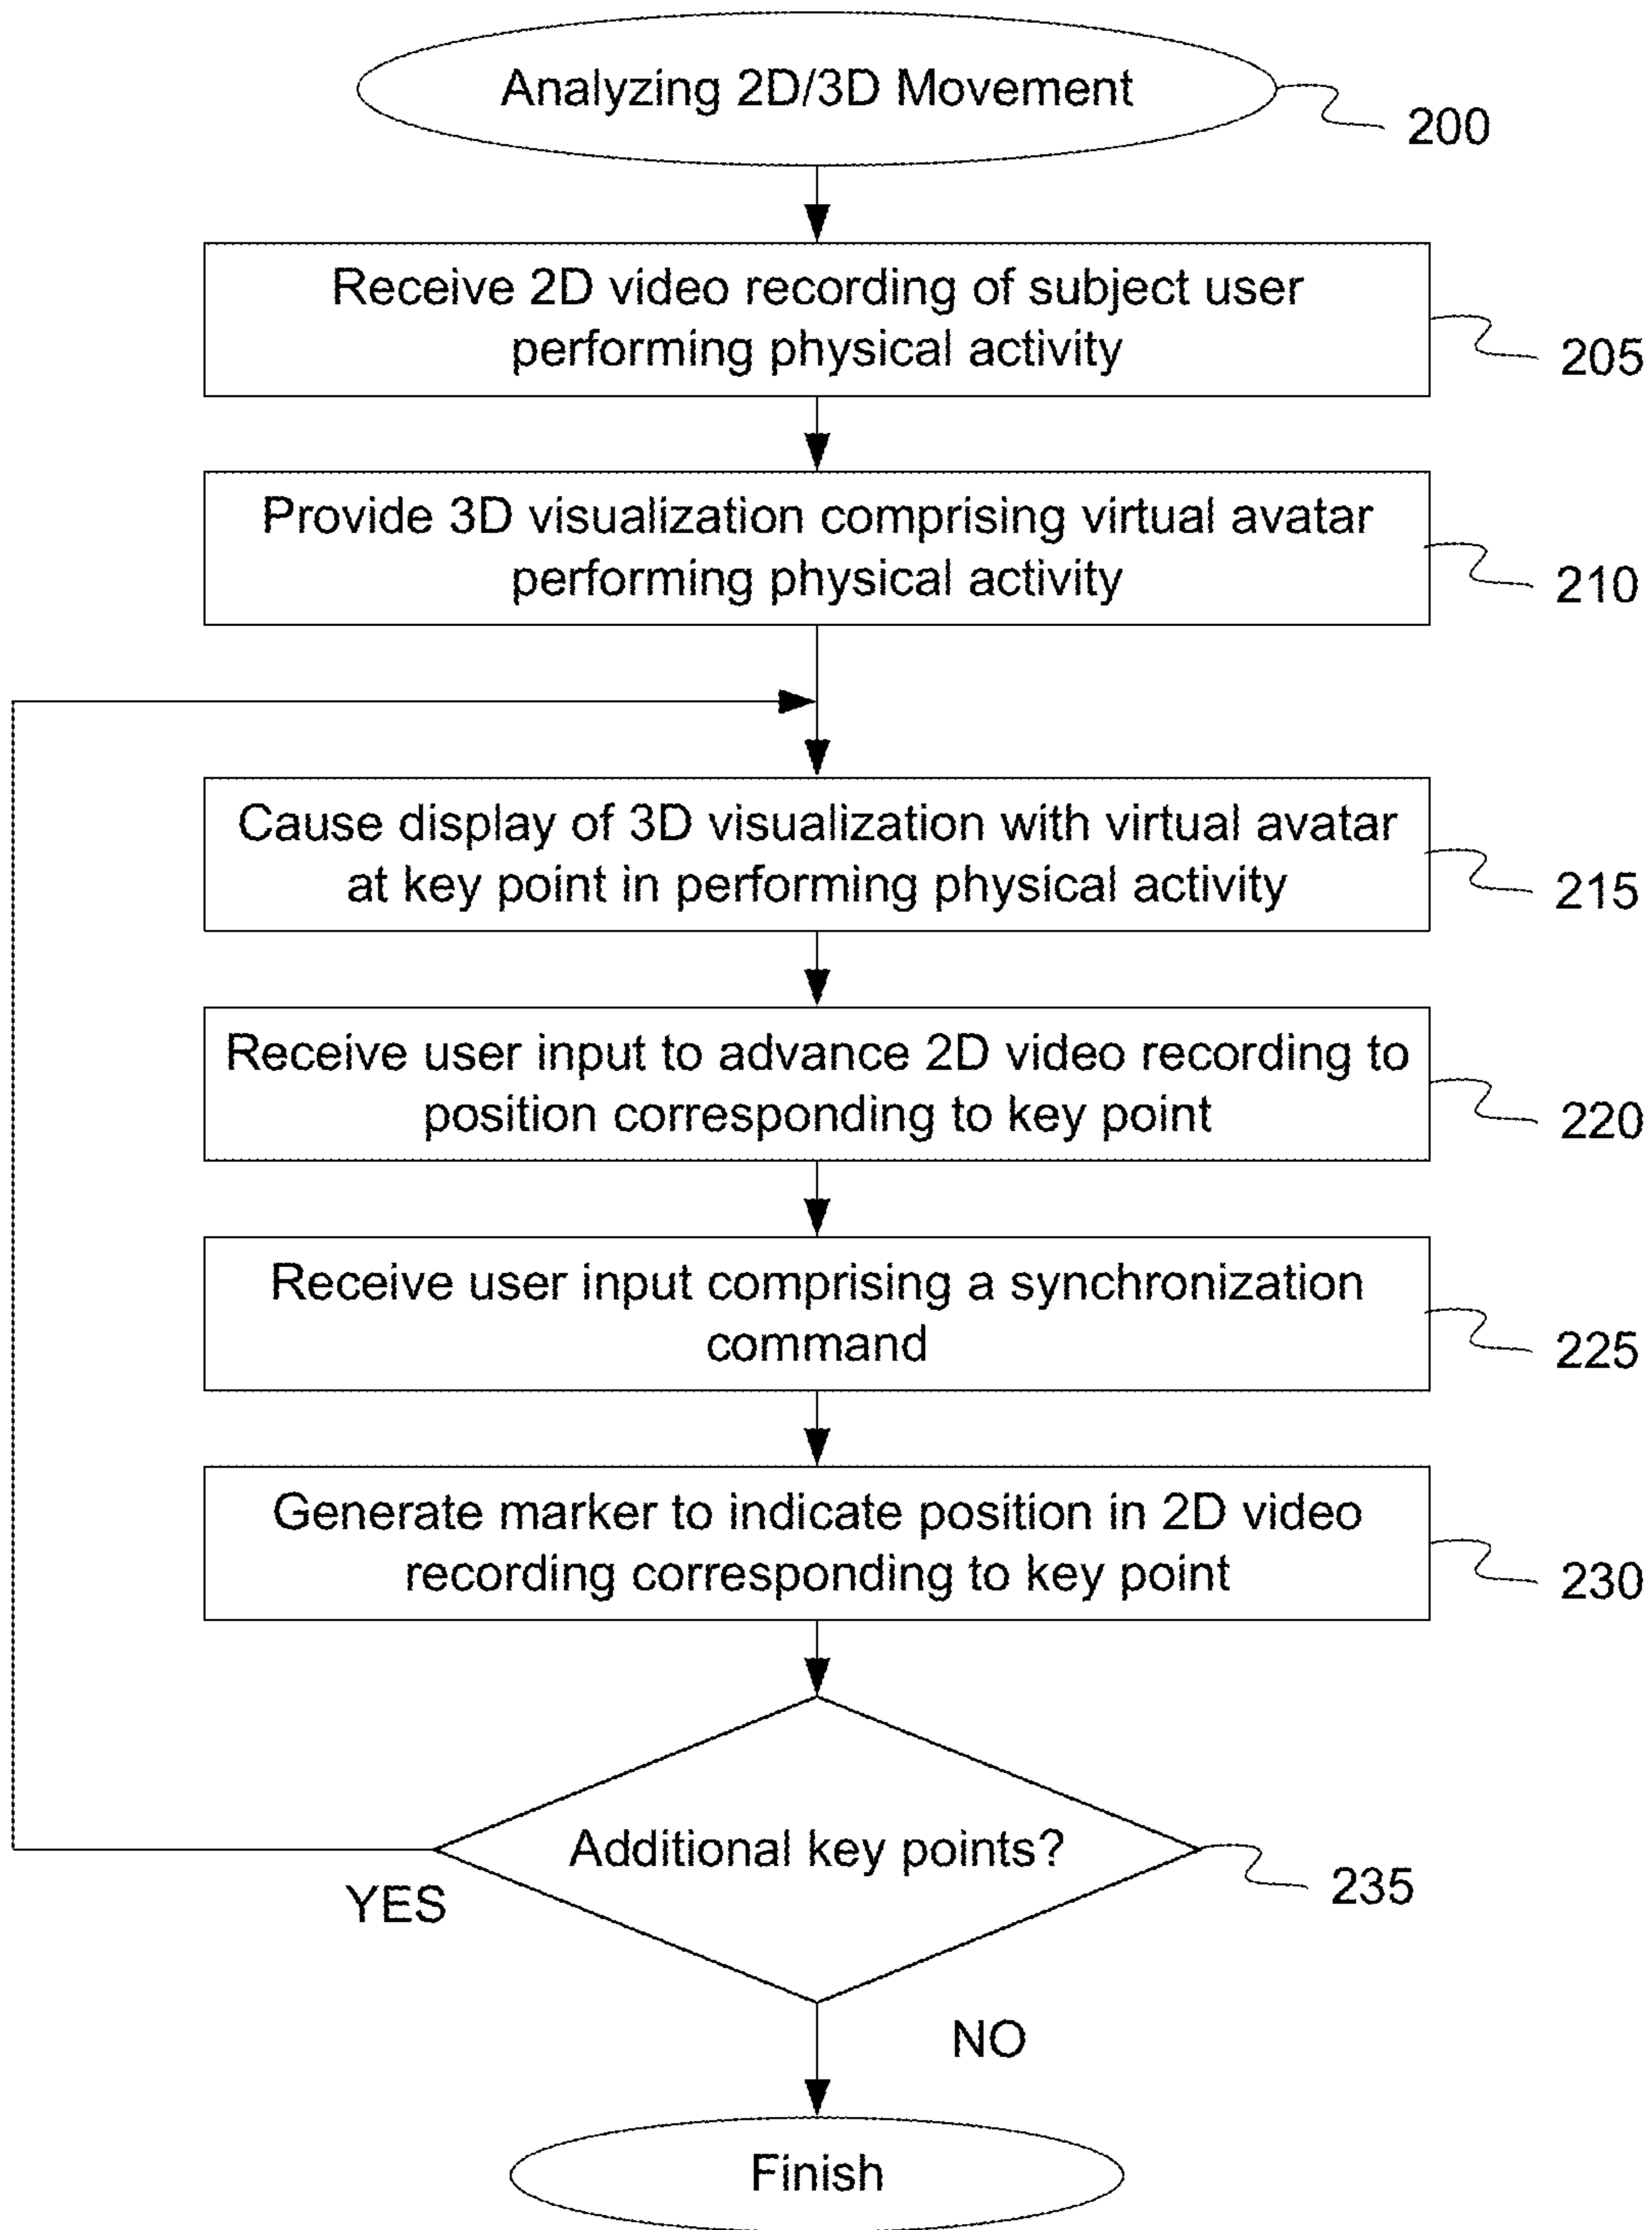 Analyzing 2D/3D Movement
200
Receive 2D video recording of subject user
performing physical activity
205
Provide 3D visualization comprising virtual avatar
performing physical activity
210
Cause display of 3D visualization with virtual avatar
at key point in performing physical activity
215
Receive user input to advance 2D video recording to
position corresponding to key point
220
Receive user input comprising a synchronization
command
225
Generate marker to indicate position in 2D video
recording corresponding to key point
230
Additional key points?
235
YES
NO
Finish